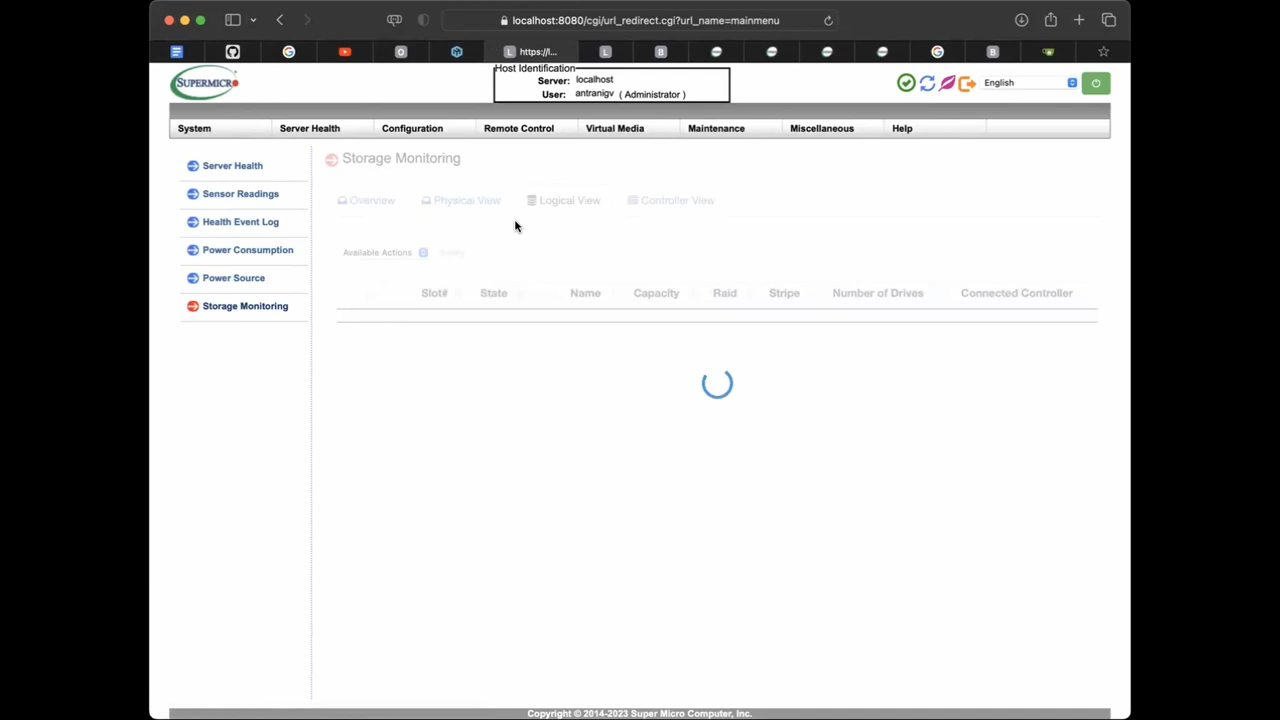 localhost:8080/cgi/url_redirect.cgi?url_name=mainmenu
https://l...
SUPERMICR
Host Identification
Server: localhost
User: antranigv ( Administrator )
English
System Server Health Configuration Remote Control Virtual Media Maintenance Miscellaneous Help
Server Health
Sensor Readings
Health Event Log
Power Consumption
Power Source
Storage Monitoring
Storage Monitoring
Overview Physical View Logical View Controller View
Available Actions
Slot# State Name Capacity Raid Stripe Number of Drives Connected Controller
Copyright © 2014-2023 Super Micro Computer, Inc.